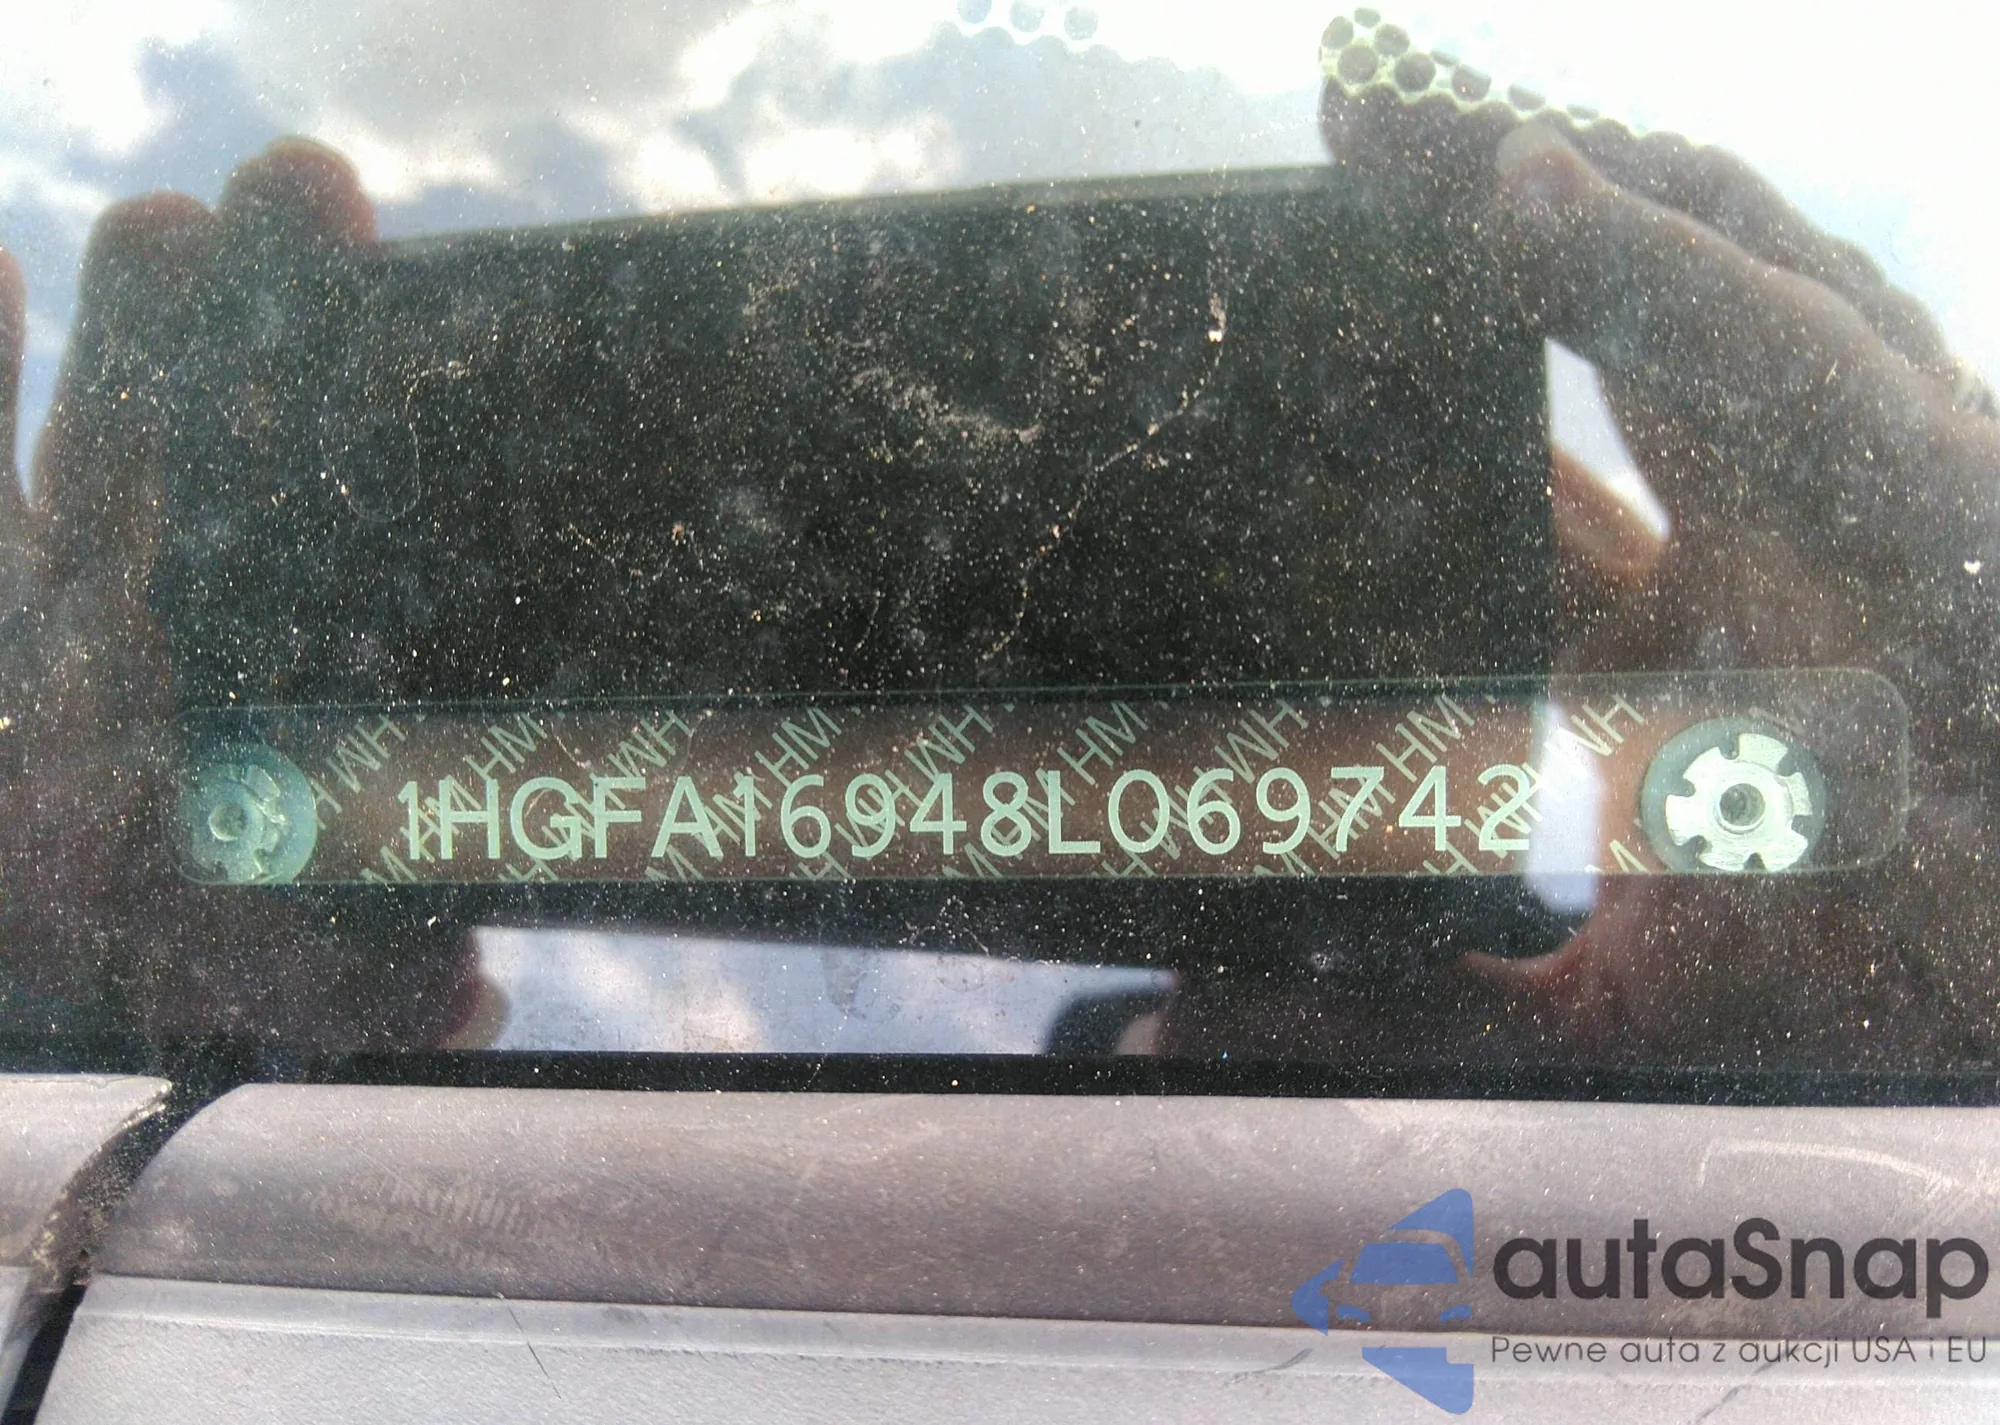 1HGFA16948L069742
autaSnap
Pewne auta z aukcji USA i EU